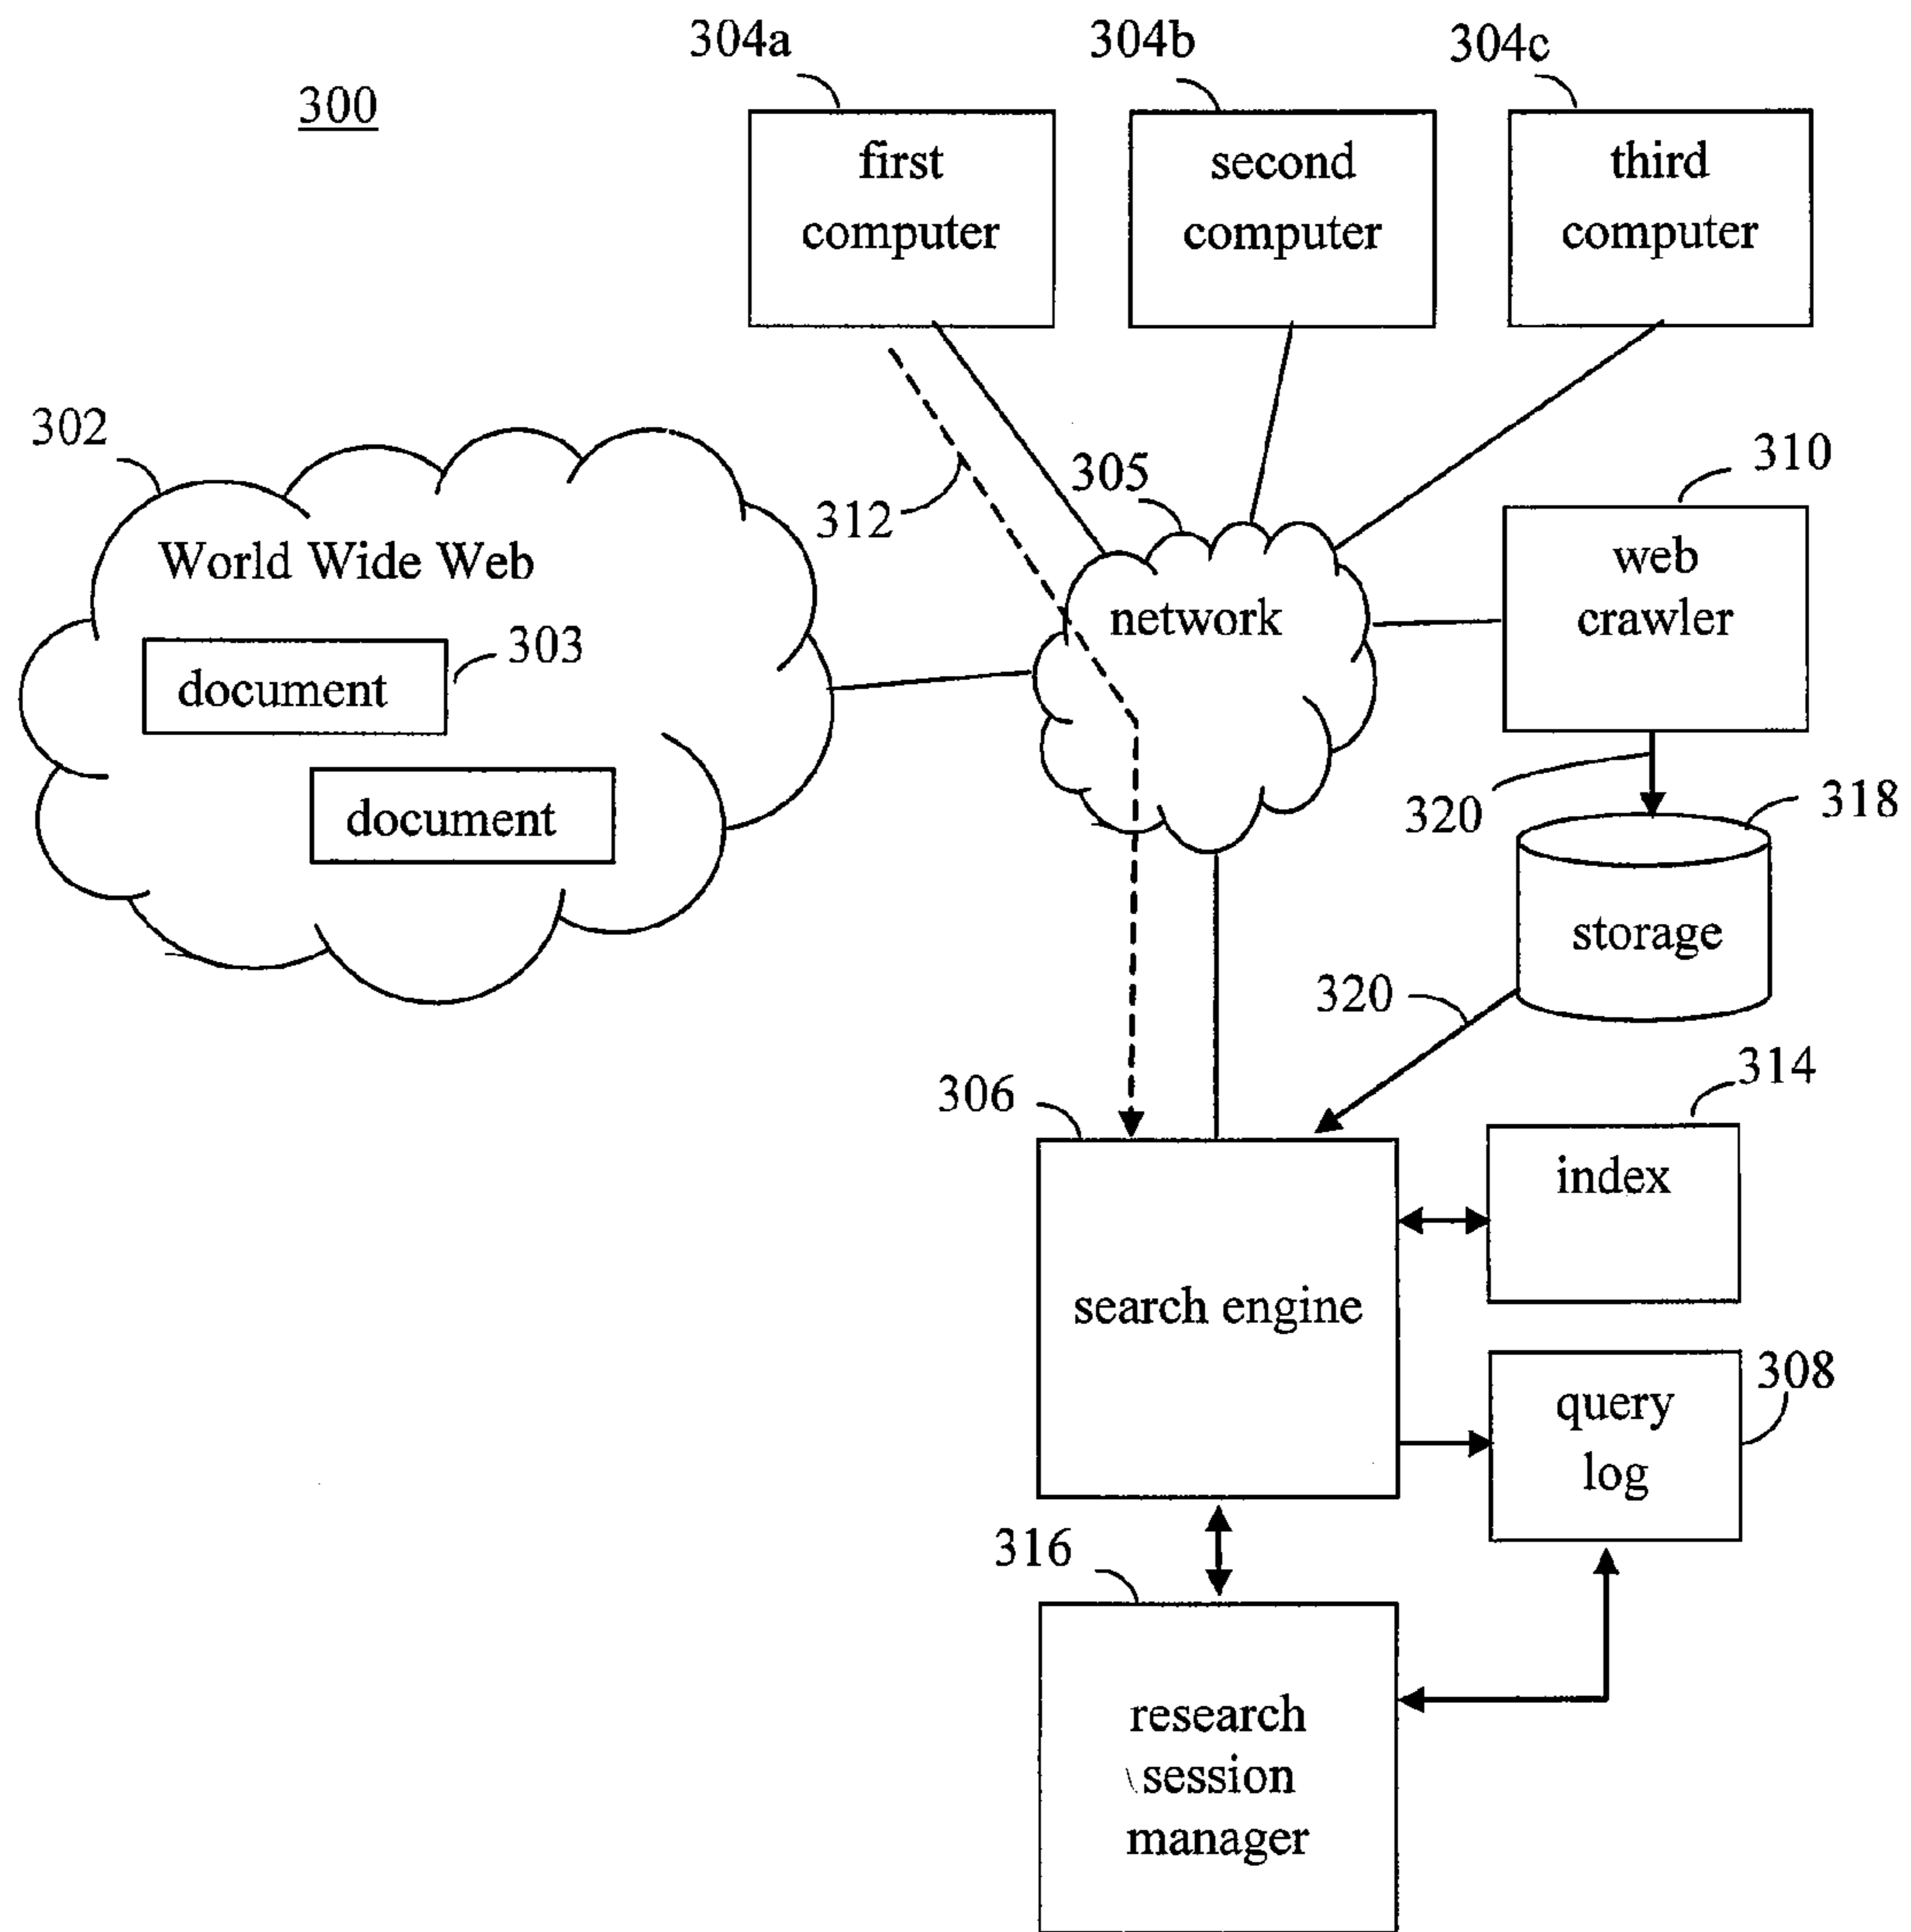 304a
304b
304c
300
first
computer
second
computer
third
computer
302
312
305
310
World Wide Web
network
web
crawler
303
document
document
320
318
storage
320
314
306
index
search engine
308
query
log
316
research
session
manager